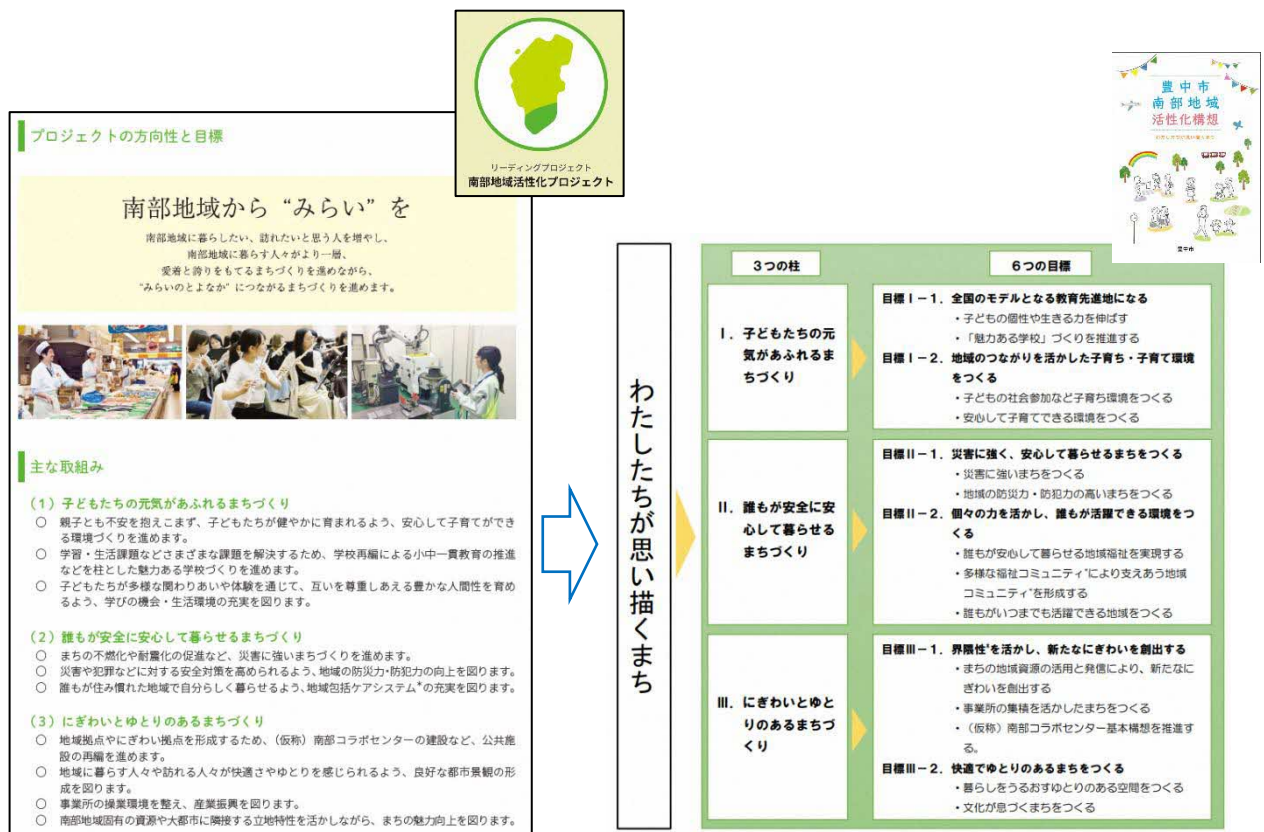 リーディングプロジェクト
南部地域活性化プロジェクト
プロジェクトの方向性と目標
南部地域から “みらい” を
南部地域に暮らしたい、訪れたいと思う人を増やし、
南部地域に暮らす人々がより一層、
愛着と誇りをもてるまちづくりを進めながら、
“みらいのとよなか” につながるまちづくりを進めます。
主な取組み
（1）子どもたちの元気があふれるまちづくり
○ 親子とも不安を抱えこまず、子どもたちが健やかに育まれるよう、安心して子育てができ
る環境づくりを進めます。
○ 学習・生活課題などさまざまな課題を解決するため、学校再編による小中一貫教育の推進
などを柱とした魅力ある学校づくりを進めます。
○ 子どもたちが多様な関わりあいや体験を通じて、互いを尊重しあえる豊かな人間性を育め
るよう、学びの機会・生活環境の充実を図ります。
（2）誰もが安全に安心して暮らせるまちづくり
○ まちの不燃化や耐震化の促進など、災害に強いまちづくりを進めます。
○ 災害や犯罪などに対する安全対策を高められるよう、地域の防災力・防犯力の向上を図ります。
○ 誰もが住み慣れた地域で自分らしく暮らせるよう、地域包括ケアシステム*の充実を図ります。
（3）にぎわいとゆとりのあるまちづくり
○ 地域拠点やにぎわい拠点を形成するため、（仮称）南部コラボセンターの建設など、公共施
設の再編を進めます。
○ 地域に暮らす人々や訪れる人々が快適さやゆとりを感じられるよう、良好な都市景観の形
成を図ります。
○ 事業所の操業環境を整え、産業振興を図ります。
○ 南部地域固有の資源や大都市に隣接する立地特性を活かしながら、まちの魅力向上を図ります。
わたしたちが思い描くまち
豊中市
南部地域
活性化構想
豊中市
3つの柱
6つの目標
Ⅰ．子どもたちの元
気があふれるま
ちづくり
目標Ⅰ－1．全国のモデルとなる教育先進地になる
・子どもの個性や生きる力を伸ばす
・「魅力ある学校」づくりを推進する
目標Ⅰ－2．地域のつながりを活かした子育ち・子育て環境
をつくる
・子どもの社会参加など子育ち環境をつくる
・安心して子育てできる環境をつくる
Ⅱ．誰もが安全に安
心して暮らせる
まちづくり
目標Ⅱ－1．災害に強く、安心して暮らせるまちをつくる
・災害に強いまちをつくる
・地域の防災力・防犯力の高いまちをつくる
目標Ⅱ－2．個々の力を活かし、誰もが活躍できる環境をつ
くる
・誰もが安心して暮らせる地域福祉を実現する
・多様な福祉コミュニティ*により支えあう地域
コミュニティ*を形成する
・誰もがいつまでも活躍できる地域をつくる
Ⅲ．にぎわいとゆと
りのあるまちづ
くり
目標Ⅲ－1．界隈性*を活かし、新たなにぎわいを創出する
・まちの地域資源の活用と発信により、新たなに
ぎわいを創出する
・事業所の集積を活かしたまちをつくる
・（仮称）南部コラボセンター基本構想を推進す
る。
目標Ⅲ－2．快適でゆとりのあるまちをつくる
・暮らしをうるおすゆとりのある空間をつくる
・文化が息づくまちをつくる